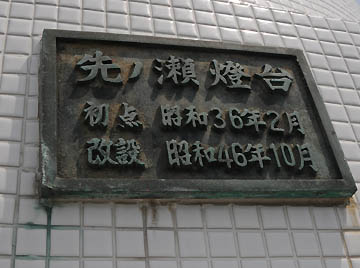 先ノ瀬燈台
初点 昭和36年2月
改設 昭和46年10月